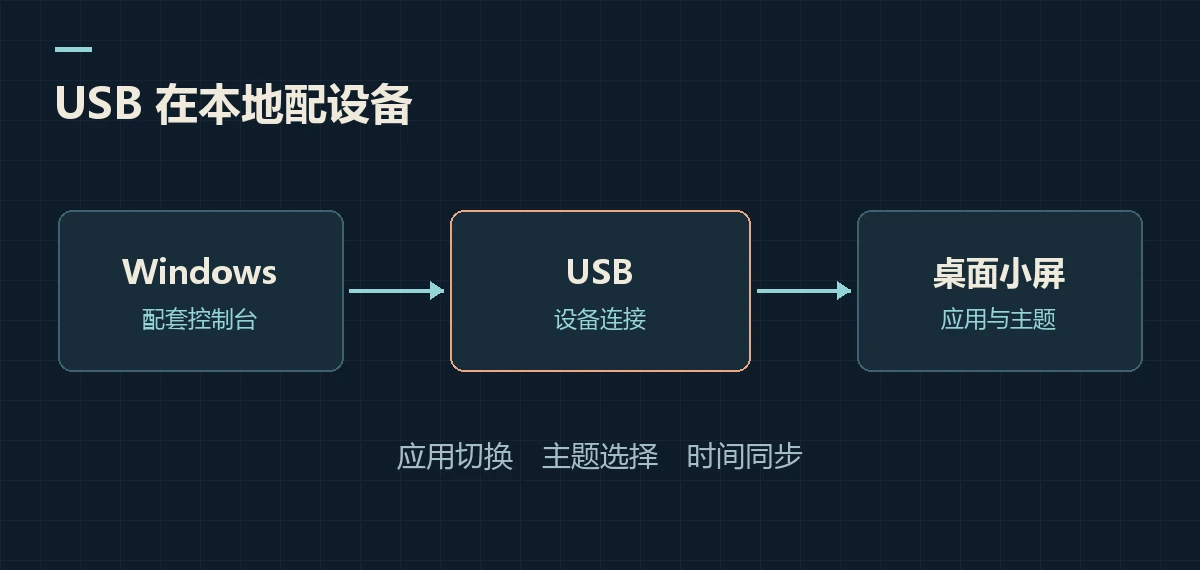 USB 在本地配设备
Windows
配套控制台
USB
设备连接
桌面小屏
应用与主题
应用切换 主题选择 时间同步